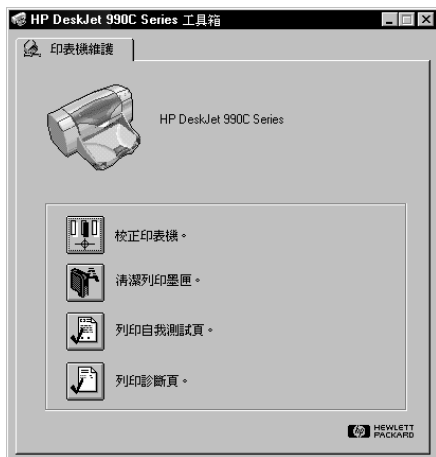 HP DeskJet 990C Series 工具箱
印表機維護
HP DeskJet 990C Series
校正印表機。
清潔列印墨匣。
列印自我測試頁。
列印診斷頁。
hp HEWLETT
PACKARD